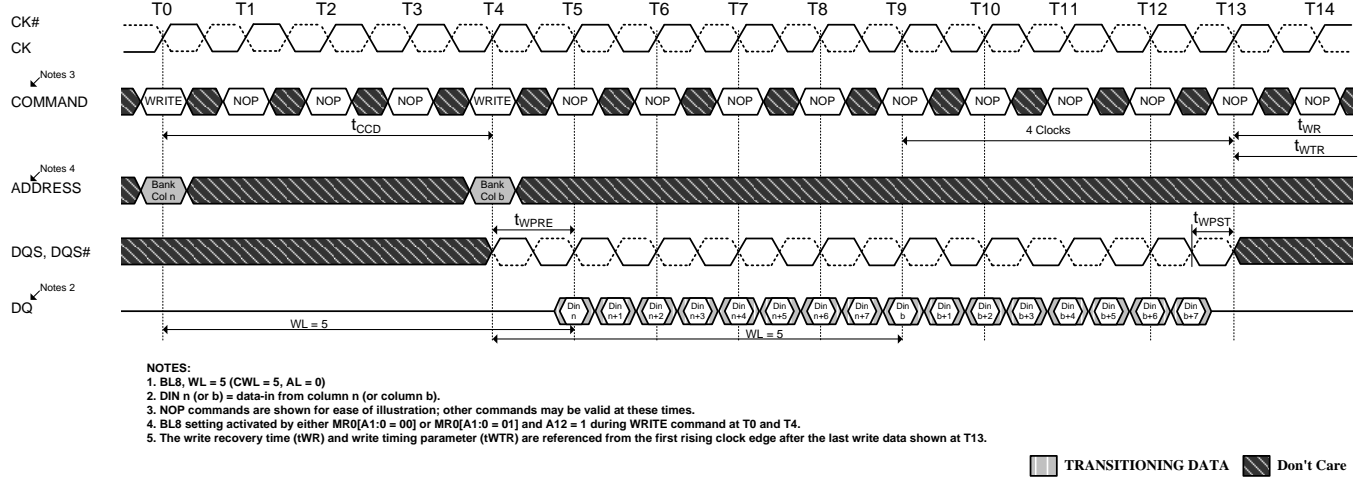 T0 T1 T2 T3 T4 T5 T6 T7 T8 T9 T10 T11 T12 T13 T14
CK#
CK
Notes 3
COMMAND
WRITE NOP NOP NOP WRITE NOP NOP NOP NOP NOP NOP NOP NOP NOP NOP
tCCD
4 Clocks
tWR
tWTR
Notes 4
ADDRESS
Bank
Col n
Bank
Col b
tWPRE
tWPST
DQS, DQS#
Notes 2
DQ
Din n Din n+1 Din n+2 Din n+3 Din n+4 Din n+5 Din n+6 Din n+7 Din b Din b+1 Din b+2 Din b+3 Din b+4 Din b+5 Din b+6 Din b+7
WL = 5
WL = 5
NOTES:
1. BL8, WL = 5 (CWL = 5, AL = 0)
2. DIN n (or b) = data-in from column n (or column b).
3. NOP commands are shown for ease of illustration; other commands may be valid at these times.
4. BL8 setting activated by either MR0[A1:0 = 00] or MR0[A1:0 = 01] and A12 = 1 during WRITE command at T0 and T4.
5. The write recovery time (tWR) and write timing parameter (tWTR) are referenced from the first rising clock edge after the last write data shown at T13.
TRANSITIONING DATA
Don't Care